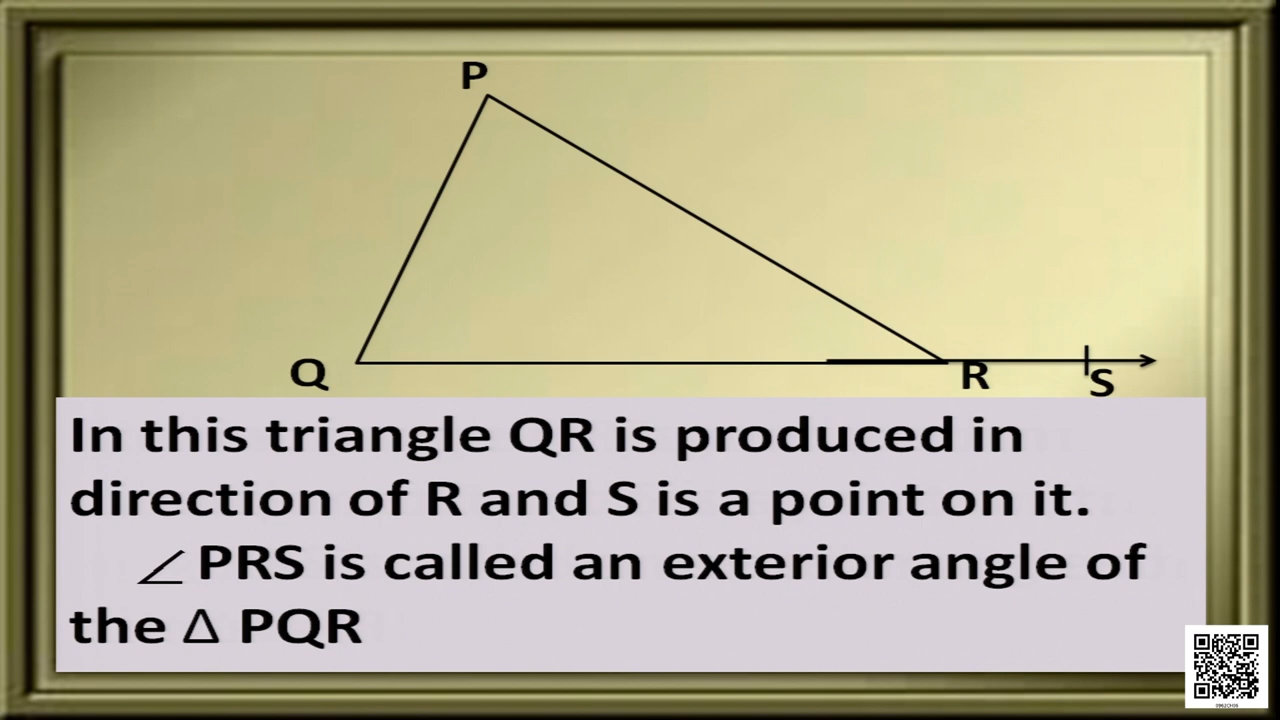 P
Q
R
S
In this triangle QR is produced in
direction of R and S is a point on it.
∠PRS is called an exterior angle of
the Δ PQR